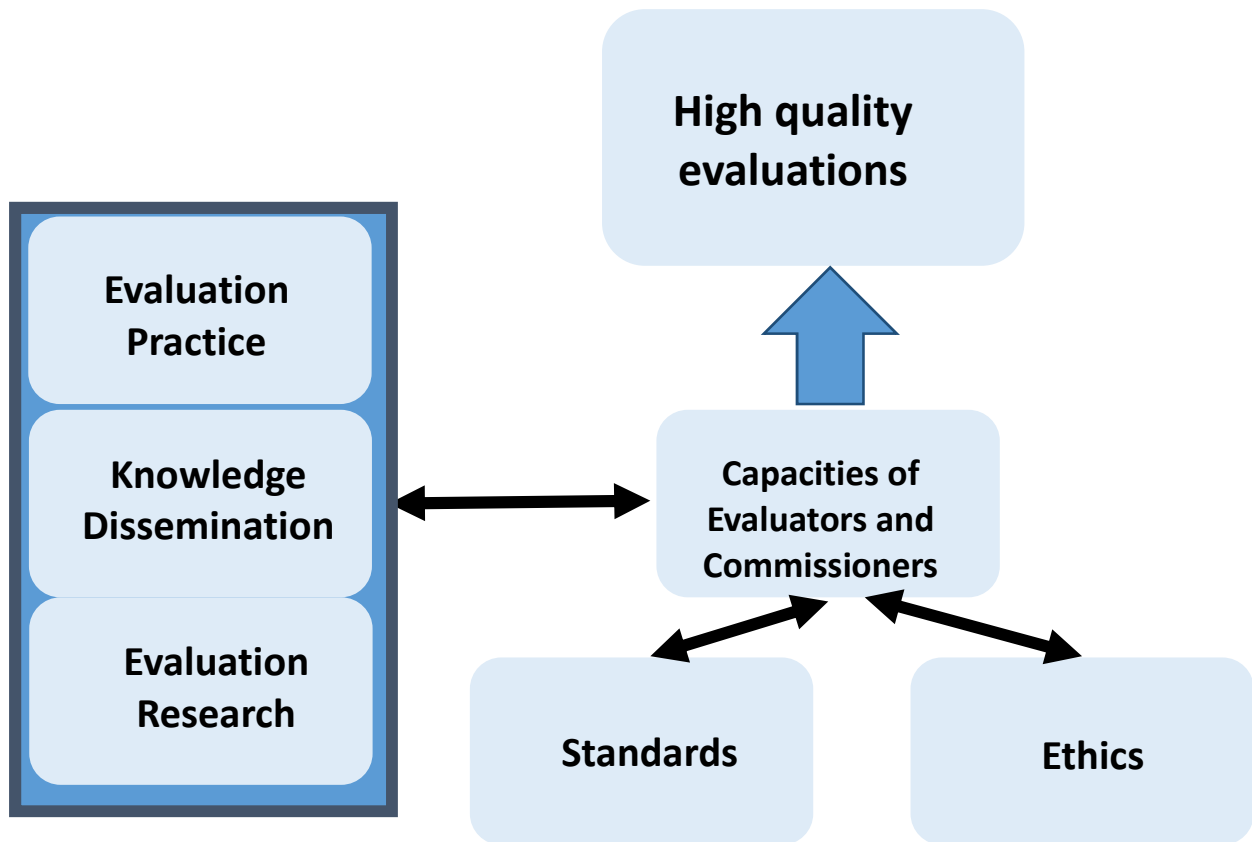 High quality
evaluations
Evaluation
Practice
Knowledge
Dissemination
Evaluation
Research
Capacities of
Evaluators and
Commissioners
Standards
Ethics